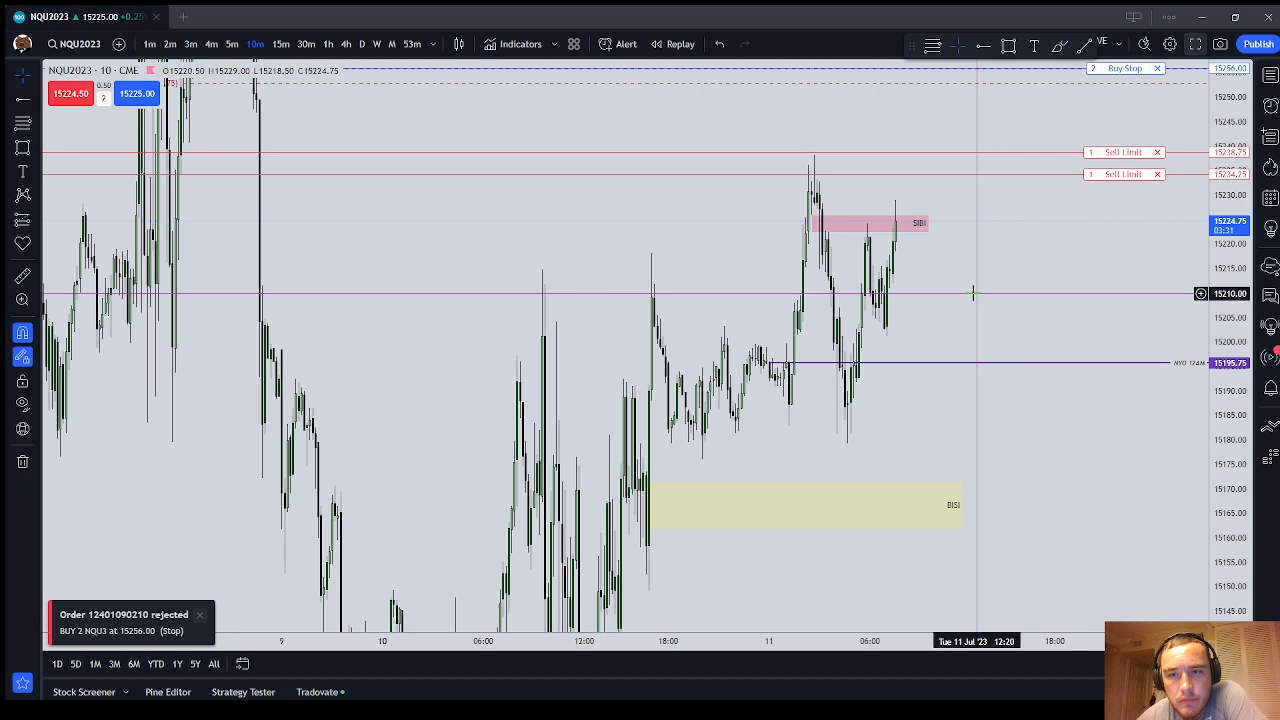 NQU2023 ▲ 15225.00 +0.25
NQU2023 1m 2m 3m 4m 5m 10m 15m 30m 1h 4h D W M 53m Indicators Alert Replay VE Publish
NQU2023 · 10 · CME O15220.50 H15229.00 L15218.50 C15224.75
15224.50 0.50 2 15225.00
75)
2 Buy Stop 15256.00
15250.00
15245.00
1 Sell Limit 15238.75
1 Sell Limit 15234.25
15230.00
SIBI
15224.75
03:31
15220.00
15215.00
15210.00
15205.00
15200.00
NYO 12AM 15195.75
15190.00
15185.00
15180.00
15175.00
15170.00
BISI
15165.00
15160.00
15155.00
15150.00
15145.00
Order 12401090210 rejected
BUY 2 NQU3 at 15256.00 (Stop)
9 10 06:00 12:00 18:00 11 06:00 Tue 11 Jul '23 12:20 18:00
1D 5D 1M 3M 6M YTD 1Y 5Y All
Stock Screener Pine Editor Strategy Tester Tradovate